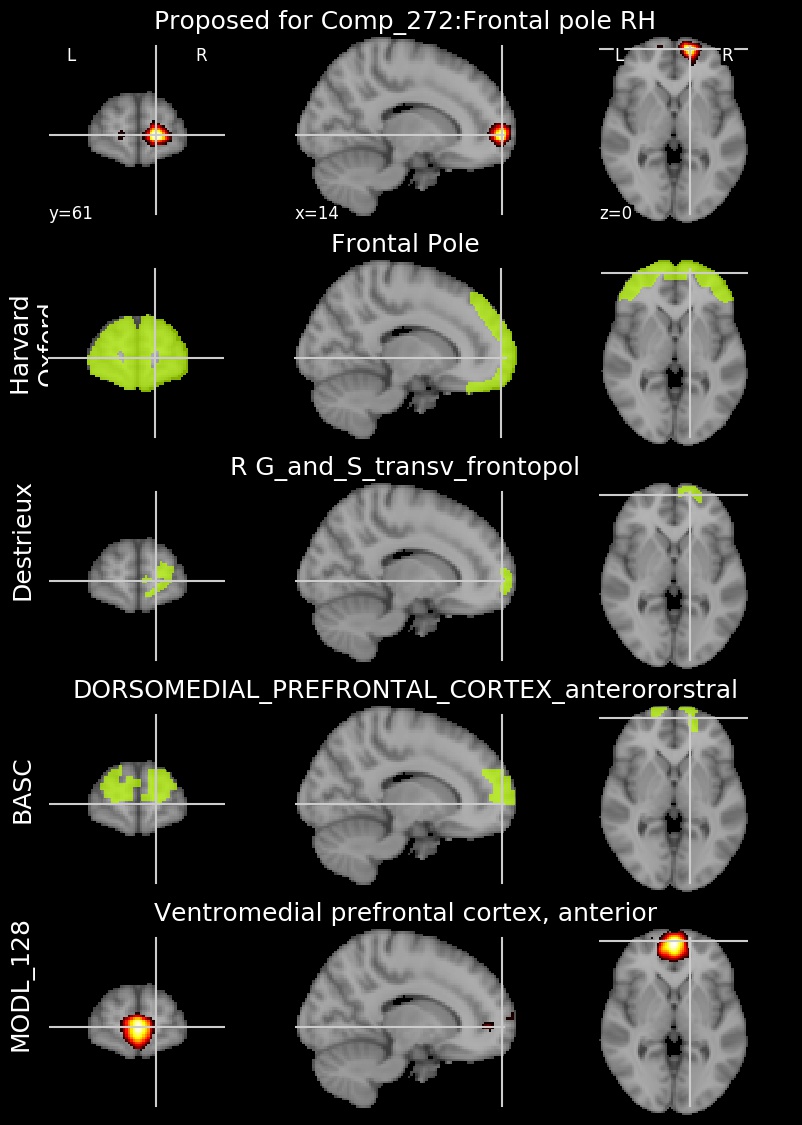 Proposed for Comp_272:Frontal pole RH
L R
L R
y=61 x=14 z=0
Frontal Pole
Harvard
Oxford
R G_and_S_transv_frontopol
Destrieux
DORSOMEDIAL_PREFRONTAL_CORTEX_anterororstral
BASC
Ventromedial prefrontal cortex, anterior
MODL_128